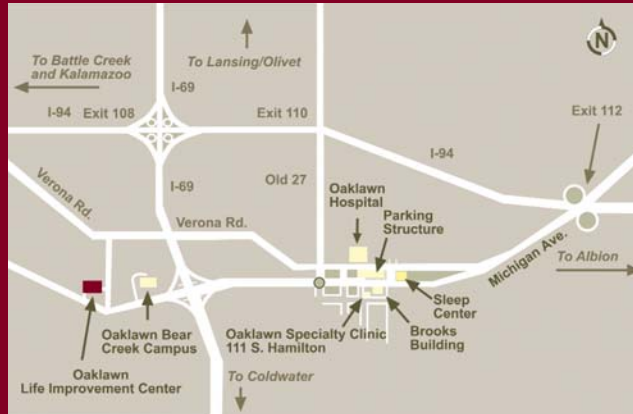 To Battle Creek
and Kalamazoo
To Lansing/Olivet
N
I-69
I-94 Exit 108
Exit 110
Exit 112
I-94
Verona Rd.
I-69
Old 27
Verona Rd.
Oaklawn
Hospital
Parking
Structure
Michigan Ave.
To Albion
Sleep
Center
Oaklawn Bear
Creek Campus
Oaklawn Specialty Clinic
111 S. Hamilton
Brooks
Building
Oaklawn
Life Improvement Center
To Coldwater